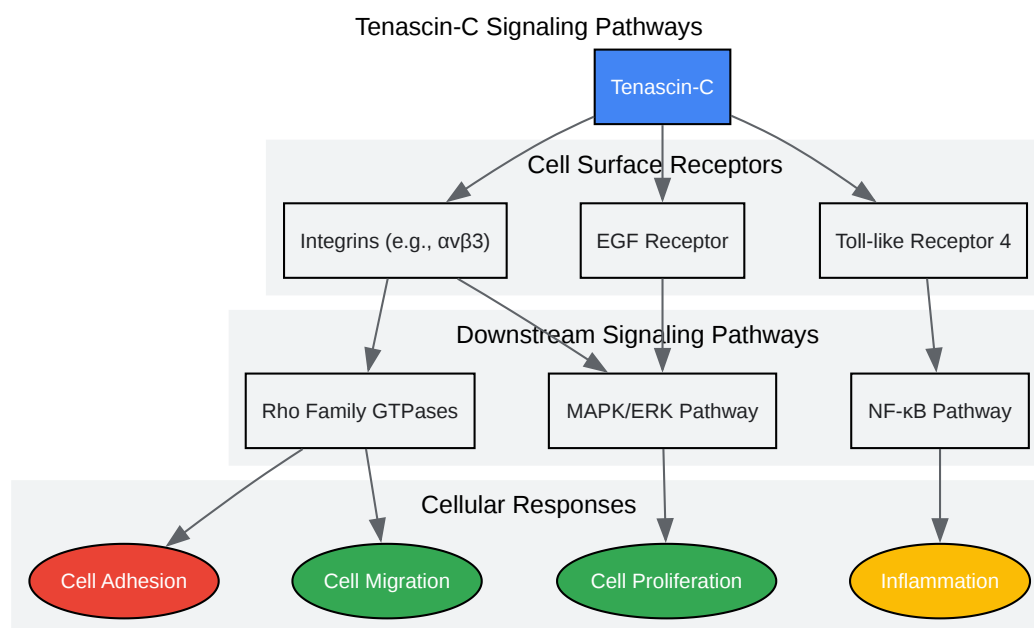 Tenascin-C Signaling Pathways
Tenascin-C
Cell Surface Receptors
Integrins (e.g., αvβ3)
EGF Receptor
Toll-like Receptor 4
Downstream Signaling Pathways
Rho Family GTPases
MAPK/ERK Pathway
NF-κB Pathway
Cellular Responses
Cell Adhesion
Cell Migration
Cell Proliferation
Inflammation